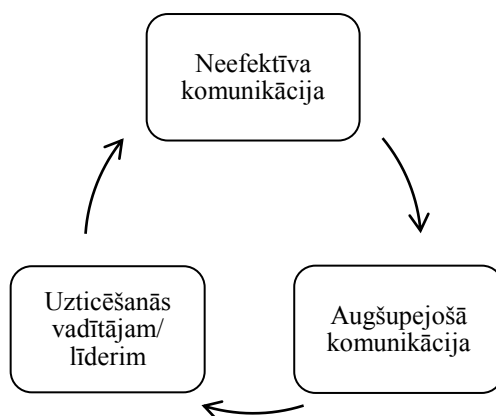 Neefektīva
komunikācija
Uzticēšanās
vadītājam/
līderim
Augšupejošā
komunikācija